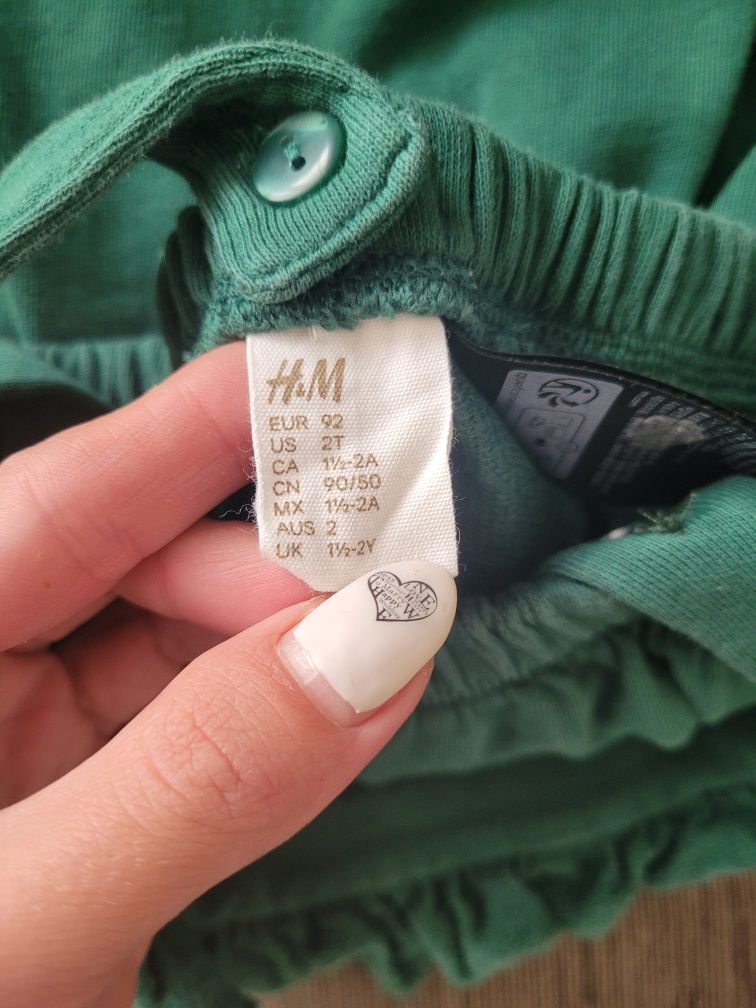 H&M
EUR 92
US 2T
CA 1½-2A
CN 90/50
MX 1½-2A
AUS 2
UK 1½-2Y
Happy